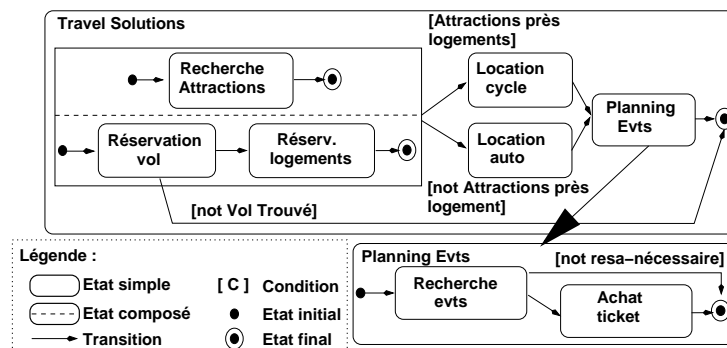 Travel Solutions
[Attractions près
logements]
Recherche
Attractions
Location
cycle
Planning
Evts
Réservation
vol
Réserv.
logements
Location
auto
[not Vol Trouvé]
[not Attractions près
logement]
Légende :
Etat simple
[ C ] Condition
Etat composé
Etat initial
Transition
Etat final
Planning Evts
[not resa–nécessaire]
Recherche
evts
Achat
ticket